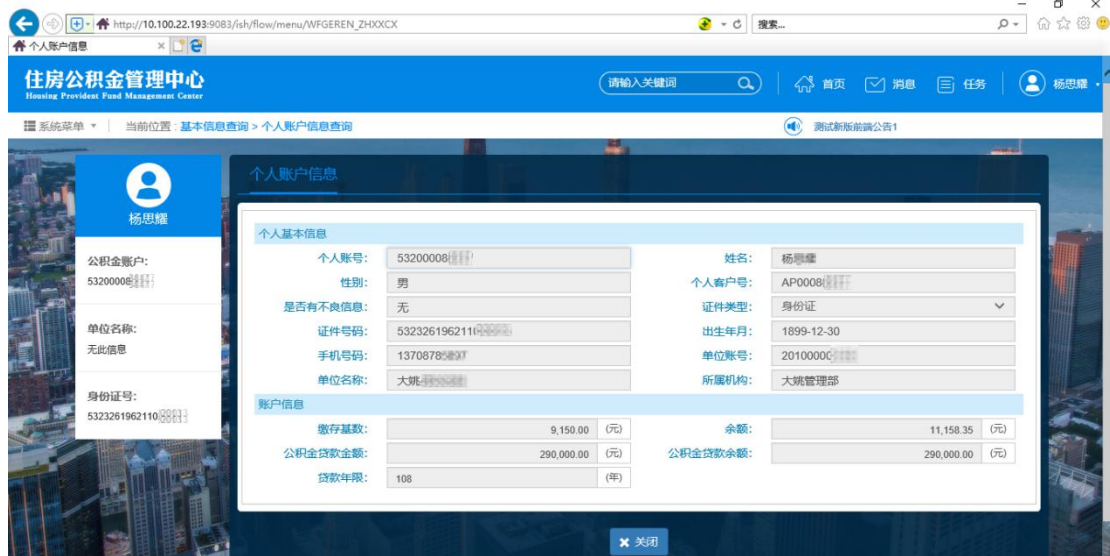 http://10.100.22.193:9083/ish/flow/menu/WFGEREN_ZHXXCX
搜索...
个人账户信息
住房公积金管理中心
Housing Provident Fund Management Center
请输入关键词
首页
消息
任务
杨思耀
系统菜单
当前位置 : 基本信息查询 > 个人账户信息查询
测试新版前端公告1
杨思耀
公积金账户:
53200008
单位名称:
无此信息
身份证号:
5323261962110
个人账户信息
个人基本信息
个人账号: 53200008 姓名: 杨
性别: 男 个人客户号: AP0008
是否有不良信息: 无 证件类型: 身份证
证件号码: 532326196211 出生年月: 1899-12-30
手机号码: 13708785 单位账号: 20100000
单位名称: 大姚 所属机构: 大姚管理部
账户信息
缴存基数: 9,150.00 (元) 余额: 11,158.35 (元)
公积金贷款金额: 290,000.00 (元) 公积金贷款余额: 290,000.00 (元)
贷款年限: 108 (年)
关闭